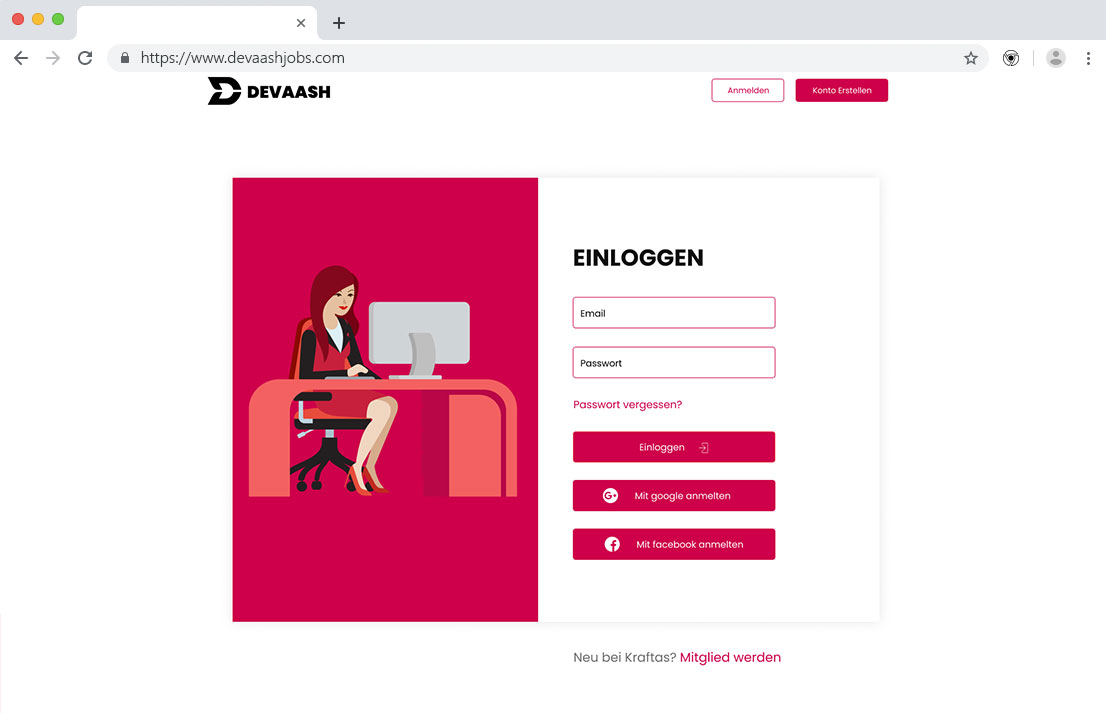 https://www.devaashjobs.com
DEVAASH
Anmelden
Konto Erstellen
EINLOGGEN
Email
Passwort
Passwort vergessen?
Einloggen
G+ Mit google anmelten
Mit facebook anmelten
Neu bei Kraftas? Mitglied werden